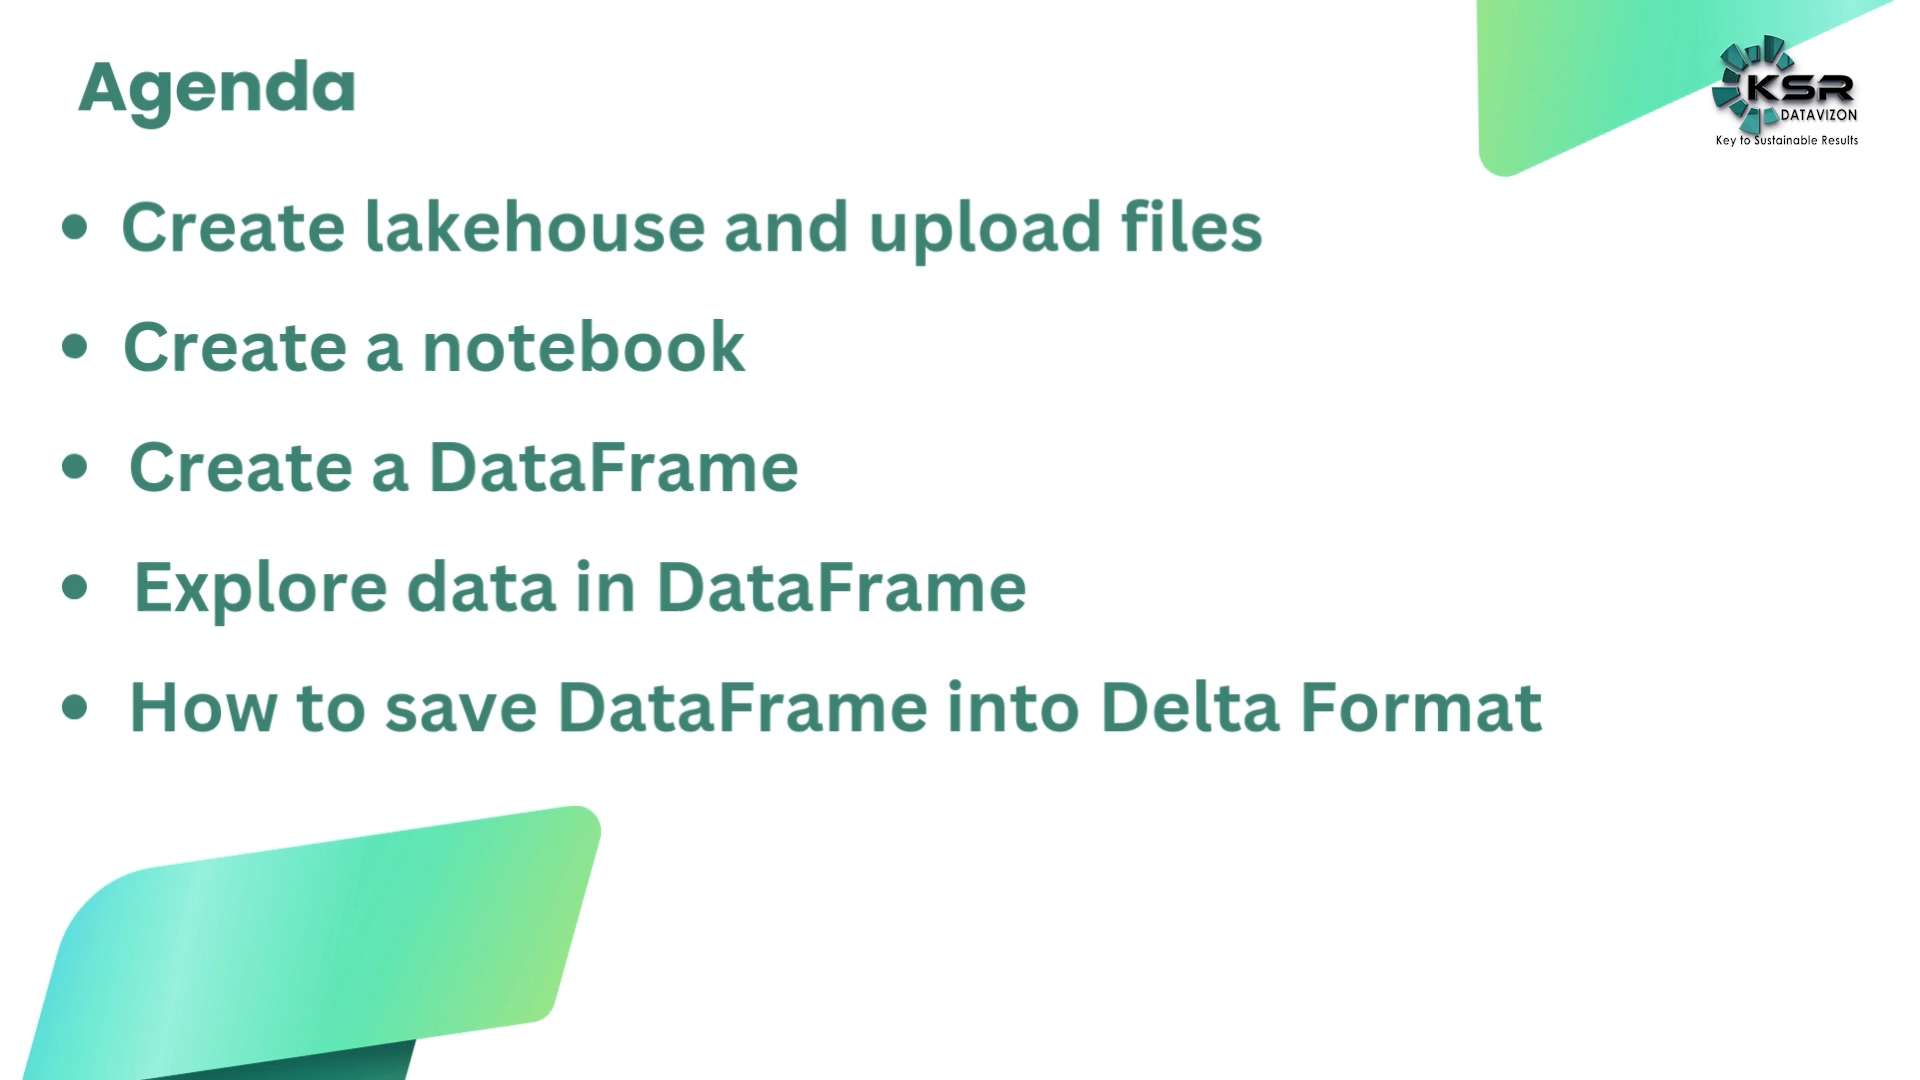 Agenda
KSR
DATAVIZON
Key to Sustainable Results
• Create lakehouse and upload files
• Create a notebook
• Create a DataFrame
• Explore data in DataFrame
• How to save DataFrame into Delta Format